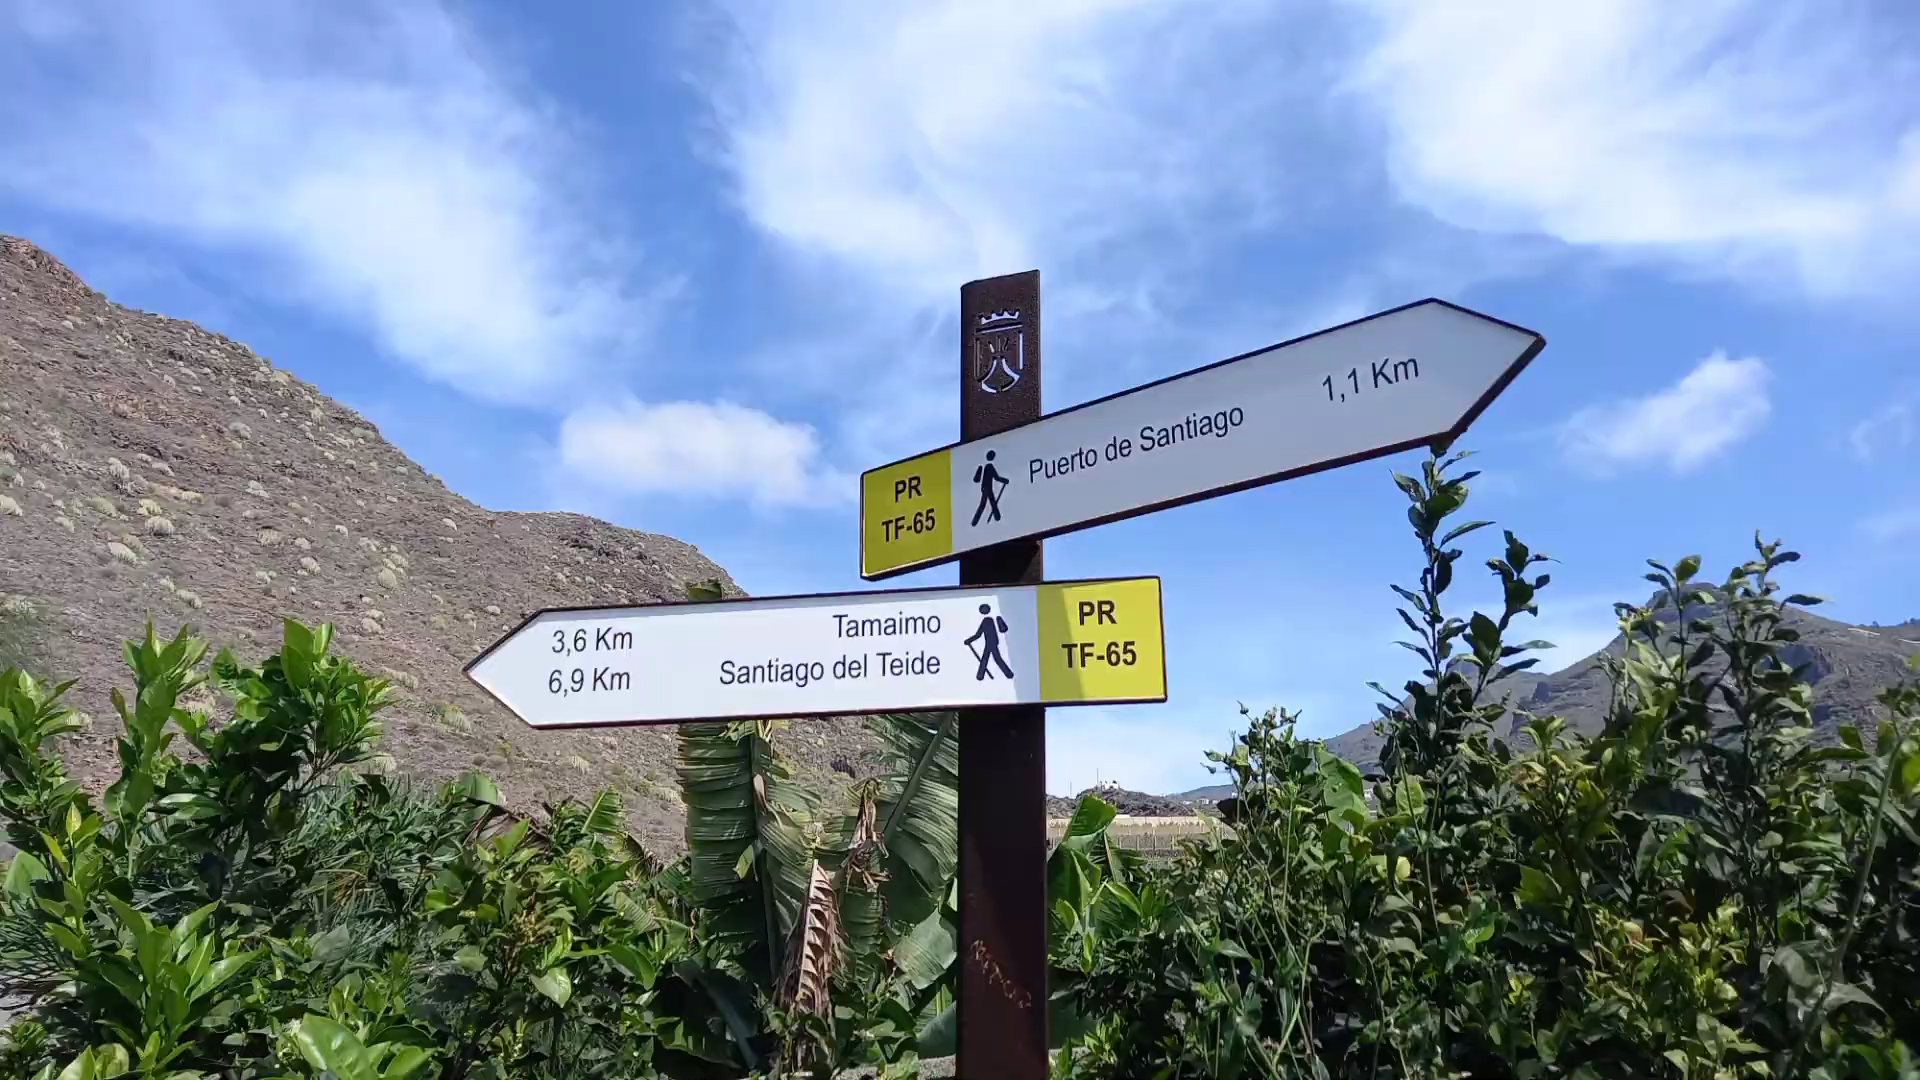 PR
TF-65
Puerto de Santiago
1,1 Km
3,6 Km Tamaimo
6,9 Km Santiago del Teide
PR
TF-65